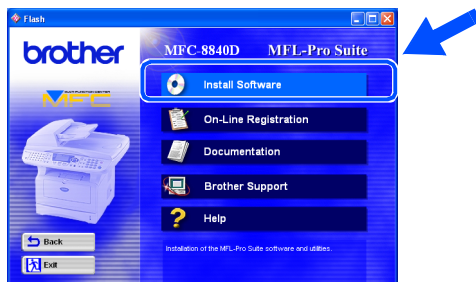 Flash
brother
MFC-8840D MFL-Pro Suite
Install Software
MFC
On-Line Registration
Documentation
Brother Support
Help
Back
Installation of the MFL-Pro Suite software and utilities.
Exit